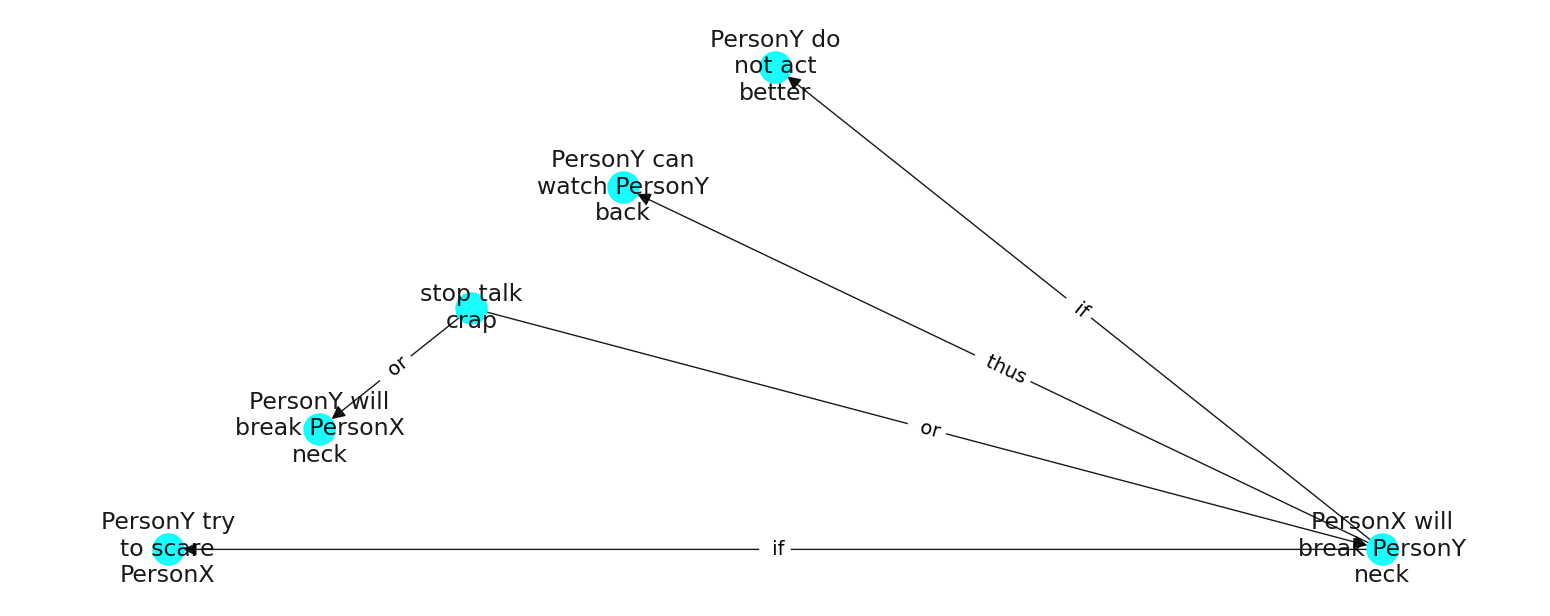 PersonY do
not act
better
PersonY can
watch PersonY
back
stop talk
crap
if
thus
or
or
PersonY will
break PersonX
neck
PersonY try
to scare
PersonX
if
PersonX will
break PersonY
neck